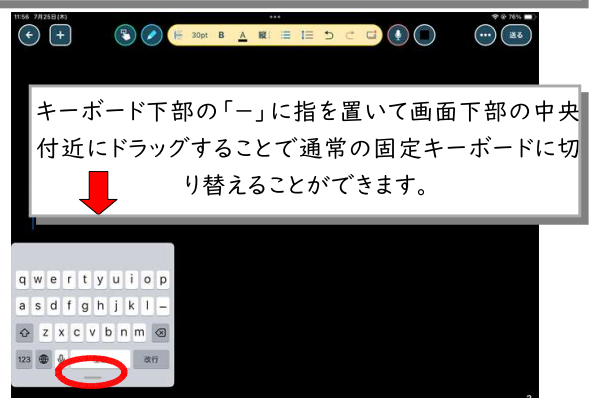 11:56 7月25日(木)
76%
30pt B A 縦
送る
キーボード下部の「－」に指を置いて画面下部の中央
付近にドラッグすることで通常の固定キーボードに切
り替えることができます。
q w e r t y u i o p
a s d f g h j k l –
z x c v b n m
123 改行